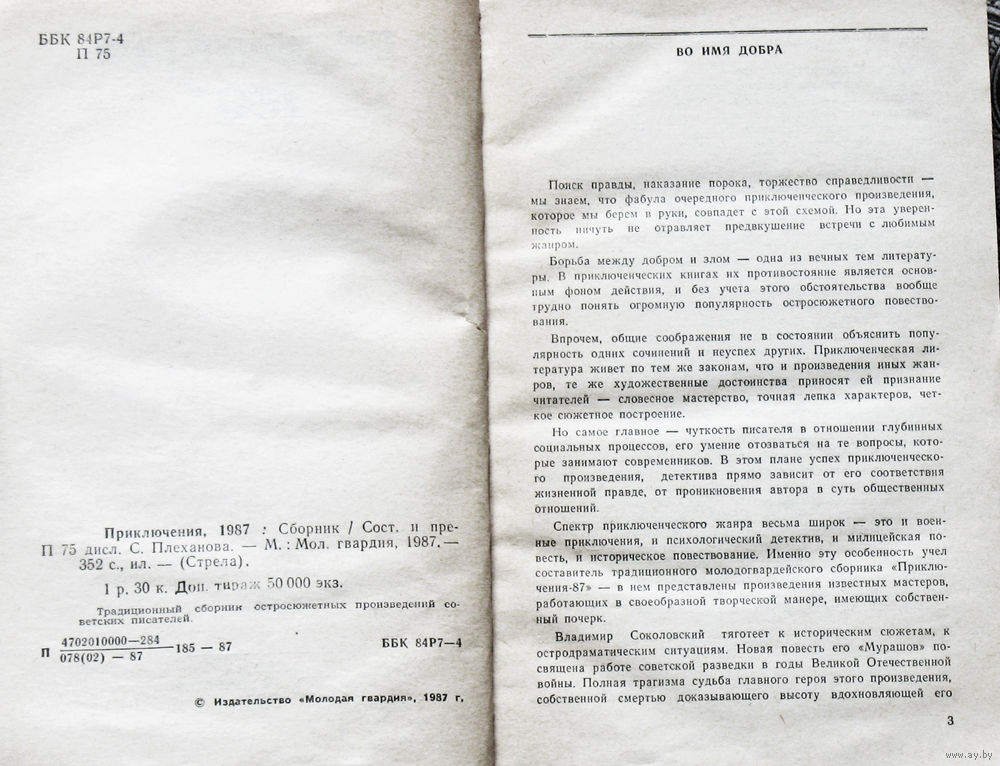 ББК 84Р7-4
П 75
Приключения, 1987 : Сборник / Сост. и пре-
П 75 дисл. С. Плеханова. — М. : Мол. гвардия, 1987. —
352 с., ил. — (Стрела).
1 р. 30 к. Доп. тираж 50 000 экз.
Традиционный сборник остросюжетных произведений со-
ветских писателей.
П 4702010000—284
078(02) — 87
185 — 87
ББК 84Р7—4
© Издательство «Молодая гвардия», 1987 г.
ВО ИМЯ ДОБРА
Поиск правды, наказание порока, торжество справедливости —
мы знаем, что фабула очередного приключенческого произведения,
которое мы берем в руки, совпадет с этой схемой. Но эта уверен-
ность ничуть не отравляет предвкушение встречи с любимым
жанром.
Борьба между добром и злом — одна из вечных тем литерату-
ры. В приключенческих книгах их противостояние является основ-
ным фоном действия, и без учета этого обстоятельства вообще
трудно понять огромную популярность остросюжетного повество-
вания.
Впрочем, общие соображения не в состоянии объяснить попу-
лярность одних сочинений и неуспех других. Приключенческая ли-
тература живет по тем же законам, что и произведения иных жан-
ров, те же художественные достоинства приносят ей признание
читателей — словесное мастерство, точная лепка характеров, чет-
кое сюжетное построение.
Но самое главное — чуткость писателя в отношении глубинных
социальных процессов, его умение отозваться на те вопросы, кото-
рые занимают современников. В этом плане успех приключенческо-
го произведения, детектива прямо зависит от его соответствия
жизненной правде, от проникновения автора в суть общественных
отношений.
Спектр приключенческого жанра весьма широк — это и воен-
ные приключения, и психологический детектив, и милицейская по-
весть, и историческое повествование. Именно эту особенность учел
составитель традиционного молодогвардейского сборника «Приклю-
чения-87» — в нем представлены произведения известных мастеров,
работающих в своеобразной творческой манере, имеющих собствен-
ный почерк.
Владимир Соколовский тяготеет к историческим сюжетам, к
остродраматическим ситуациям. Новая повесть его «Мурашов» по-
священа работе советской разведки в годы Великой Отечественной
войны. Полная трагизма судьба главного героя этого произведения,
собственной смертью доказывающего высоту вдохновляющей его
3
www.ay.by